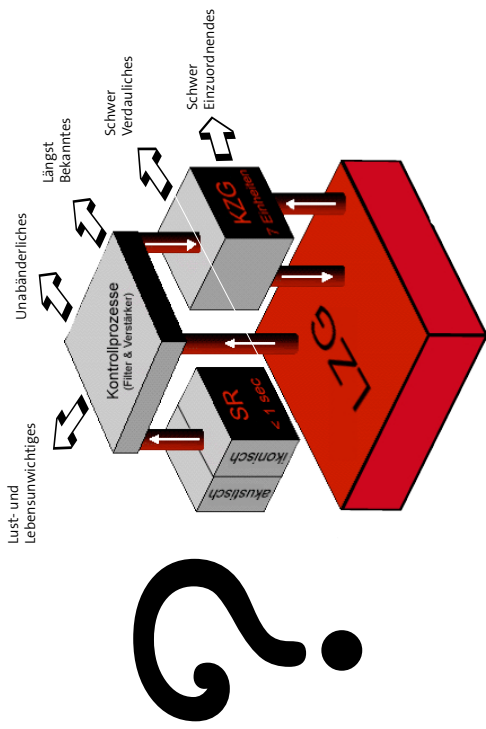 Lust- und
Lebensunwichtiges
Unabänderliches
Längst
Bekanntes
Schwer
Verdauliches
Schwer
Einzuordnendes
Kontrollprozesse
(Filter & Verstärker)
akustisch
ikonisch
SR
< 1 sec
KZG
7 Einheiten
LZG
?